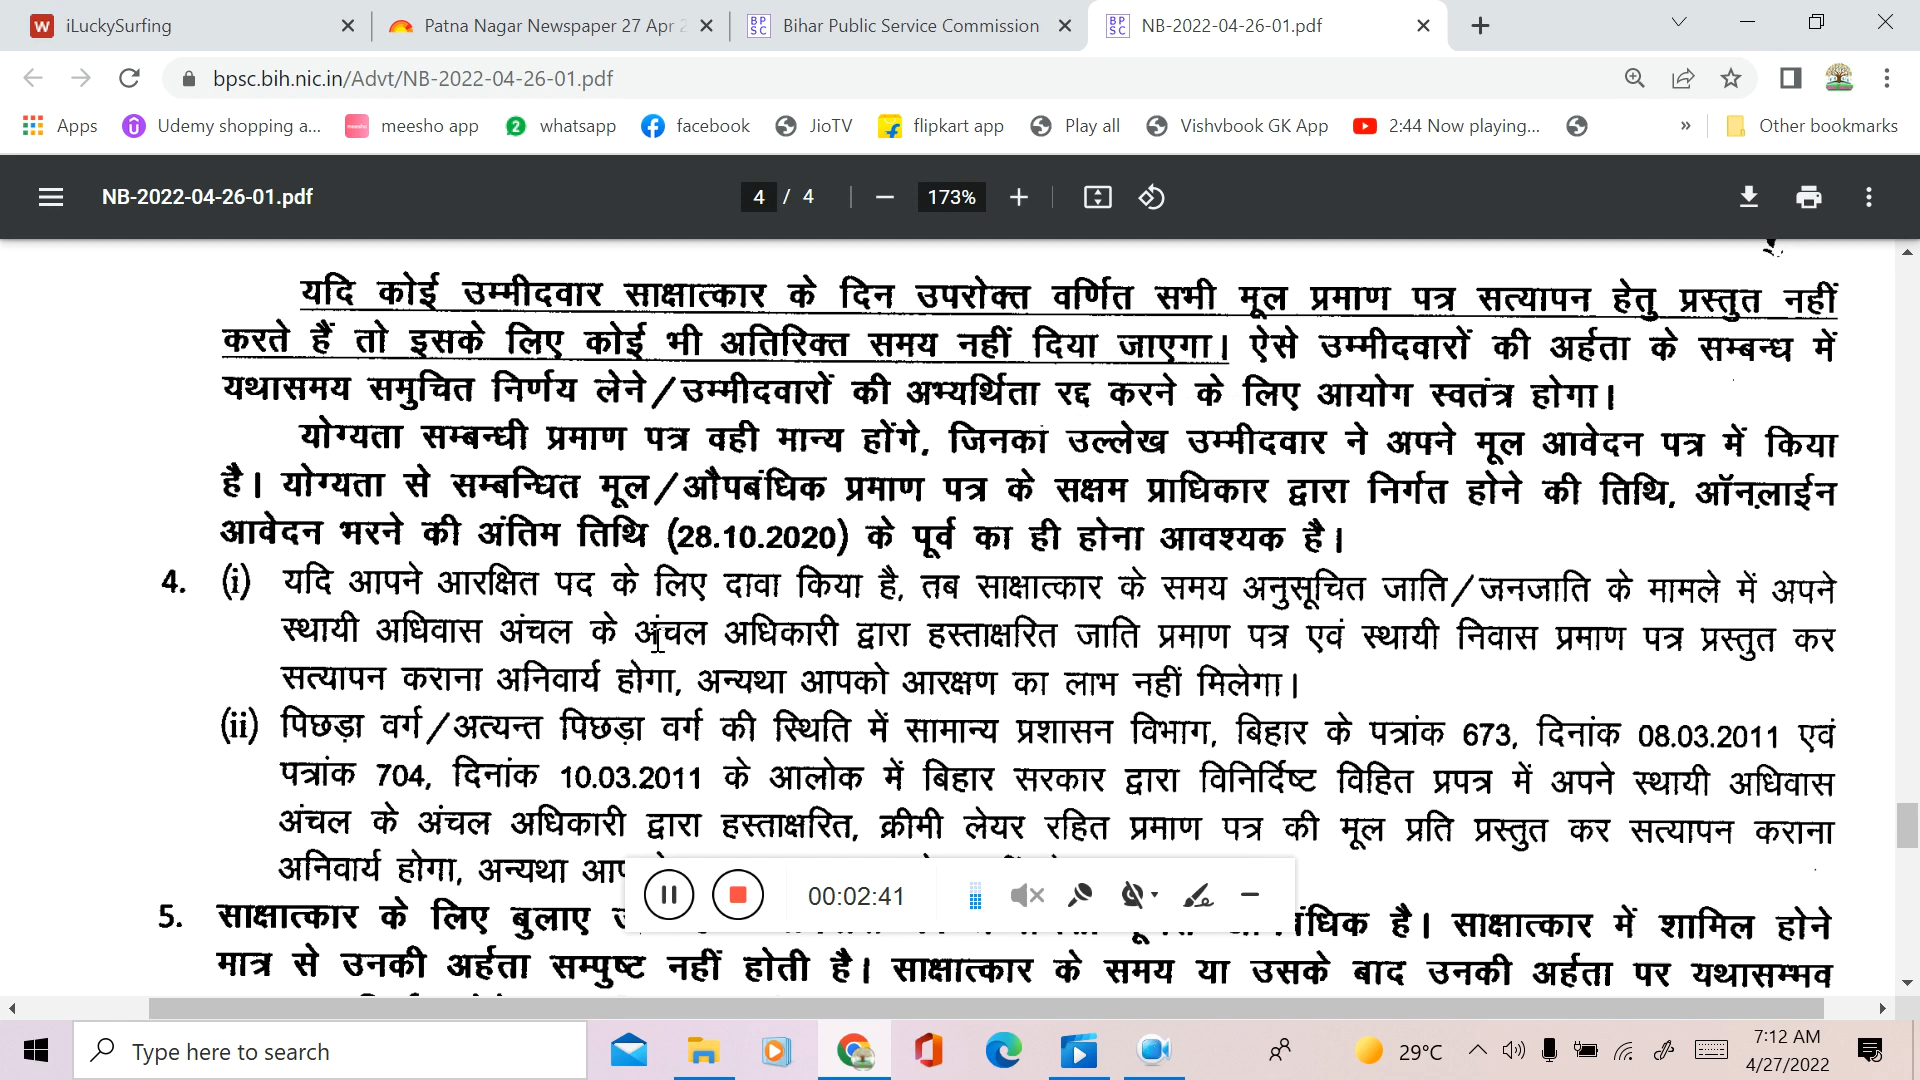 iLuckySurfing
Patna Nagar Newspaper 27 Apr 2
Bihar Public Service Commission
NB-2022-04-26-01.pdf
bpsc.bih.nic.in/Advt/NB-2022-04-26-01.pdf
Apps Udemy shopping a... meesho app whatsapp facebook JioTV flipkart app Play all Vishvbook GK App 2:44 Now playing... » Other bookmarks
NB-2022-04-26-01.pdf 4 / 4 173%
यदि कोई उम्मीदवार साक्षात्कार के दिन उपरोक्त वर्णित सभी मूल प्रमाण पत्र सत्यापन हेतु प्रस्तुत नहीं
करते हैं तो इसके लिए कोई भी अतिरिक्त समय नहीं दिया जाएगा। ऐसे उम्मीदवारों की अर्हता के सम्बन्ध में
यथासमय समुचित निर्णय लेने/उम्मीदवारों की अभ्यर्थिता रद्द करने के लिए आयोग स्वतंत्र होगा।
योग्यता सम्बन्धी प्रमाण पत्र वही मान्य होंगे, जिनका उल्लेख उम्मीदवार ने अपने मूल आवेदन पत्र में किया
है। योग्यता से सम्बन्धित मूल/औपबंधिक प्रमाण पत्र के सक्षम प्राधिकार द्वारा निर्गत होने की तिथि, ऑनलाईन
आवेदन भरने की अंतिम तिथि (28.10.2020) के पूर्व का ही होना आवश्यक है।
4. (i) यदि आपने आरक्षित पद के लिए दावा किया है, तब साक्षात्कार के समय अनुसूचित जाति/जनजाति के मामले में अपने
स्थायी अधिवास अंचल के अंचल अधिकारी द्वारा हस्ताक्षरित जाति प्रमाण पत्र एवं स्थायी निवास प्रमाण पत्र प्रस्तुत कर
सत्यापन कराना अनिवार्य होगा, अन्यथा आपको आरक्षण का लाभ नहीं मिलेगा।
(ii) पिछड़ा वर्ग/अत्यन्त पिछड़ा वर्ग की स्थिति में सामान्य प्रशासन विभाग, बिहार के पत्रांक 673, दिनांक 08.03.2011 एवं
पत्रांक 704, दिनांक 10.03.2011 के आलोक में बिहार सरकार द्वारा विनिर्दिष्ट विहित प्रपत्र में अपने स्थायी अधिवास
अंचल के अंचल अधिकारी द्वारा हस्ताक्षरित, क्रीमी लेयर रहित प्रमाण पत्र की मूल प्रति प्रस्तुत कर सत्यापन कराना
अनिवार्य होगा, अन्यथा
00:02:41
5. साक्षात्कार के लिए बुलाए है। साक्षात्कार में शामिल होने
मात्र से उनकी अर्हता सम्पुष्ट नहीं होती है। साक्षात्कार के समय या उसके बाद उनकी अर्हता पर यथासम्भव
Type here to search
29°C
7:12 AM
4/27/2022